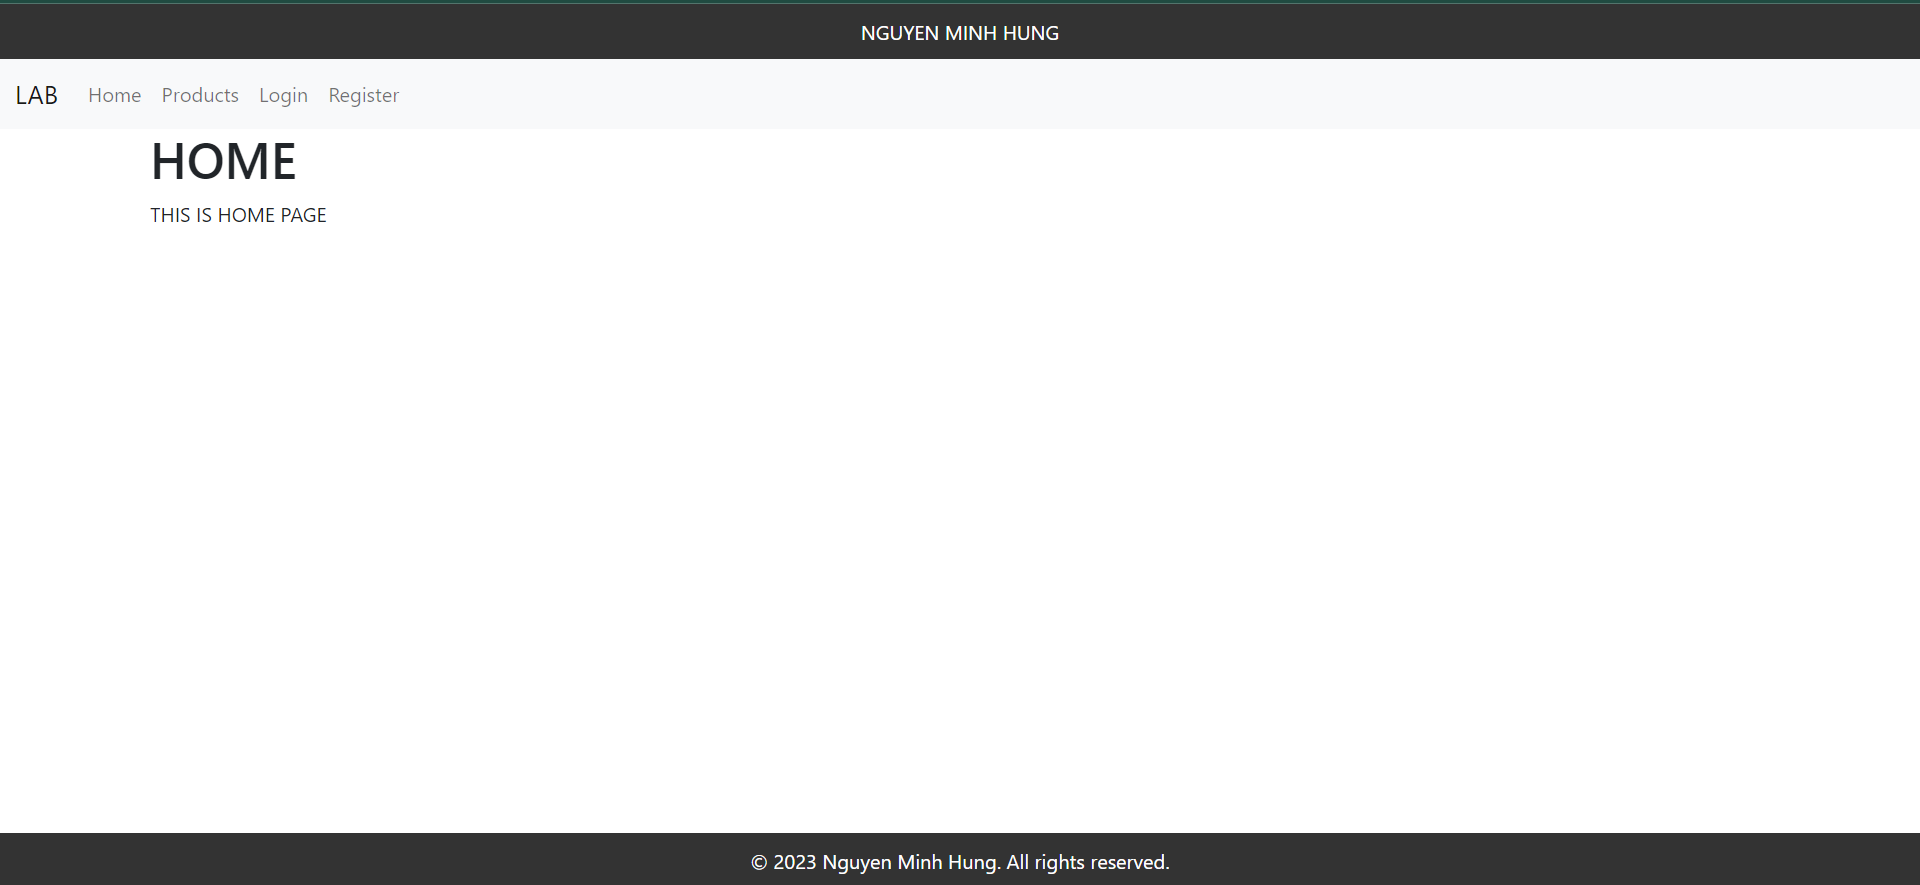 NGUYEN MINH HUNG
LAB Home Products Login Register
HOME
THIS IS HOME PAGE
© 2023 Nguyen Minh Hung. All rights reserved.